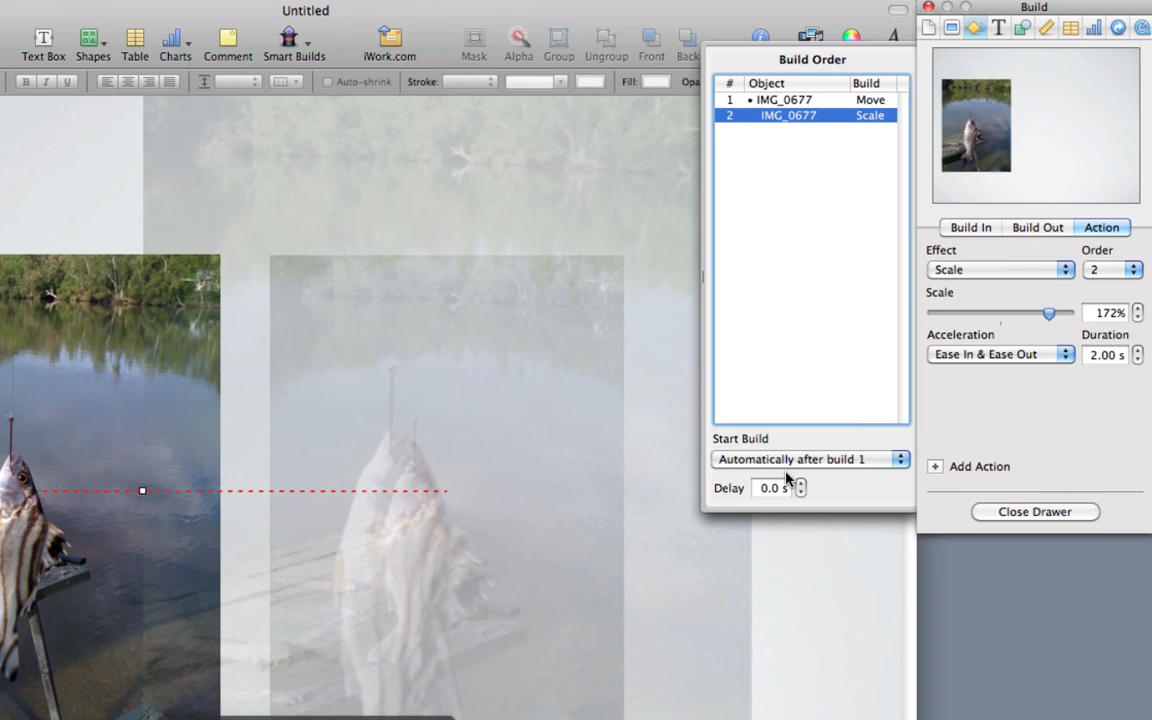 Untitled
Build
Text Box Shapes Table Charts Comment Smart Builds iWork.com Mask Alpha Group Ungroup Front Back
B I U Auto-shrink Stroke: Fill: Opa
Build Order
# Object Build
1 • IMG_0677 Move
2 IMG_0677 Scale
Start Build
Automatically after build 1
Delay 0.0 s
Build In Build Out Action
Effect Order
Scale 2
Scale
172%
Acceleration Duration
Ease In & Ease Out 2.00 s
+ Add Action
Close Drawer